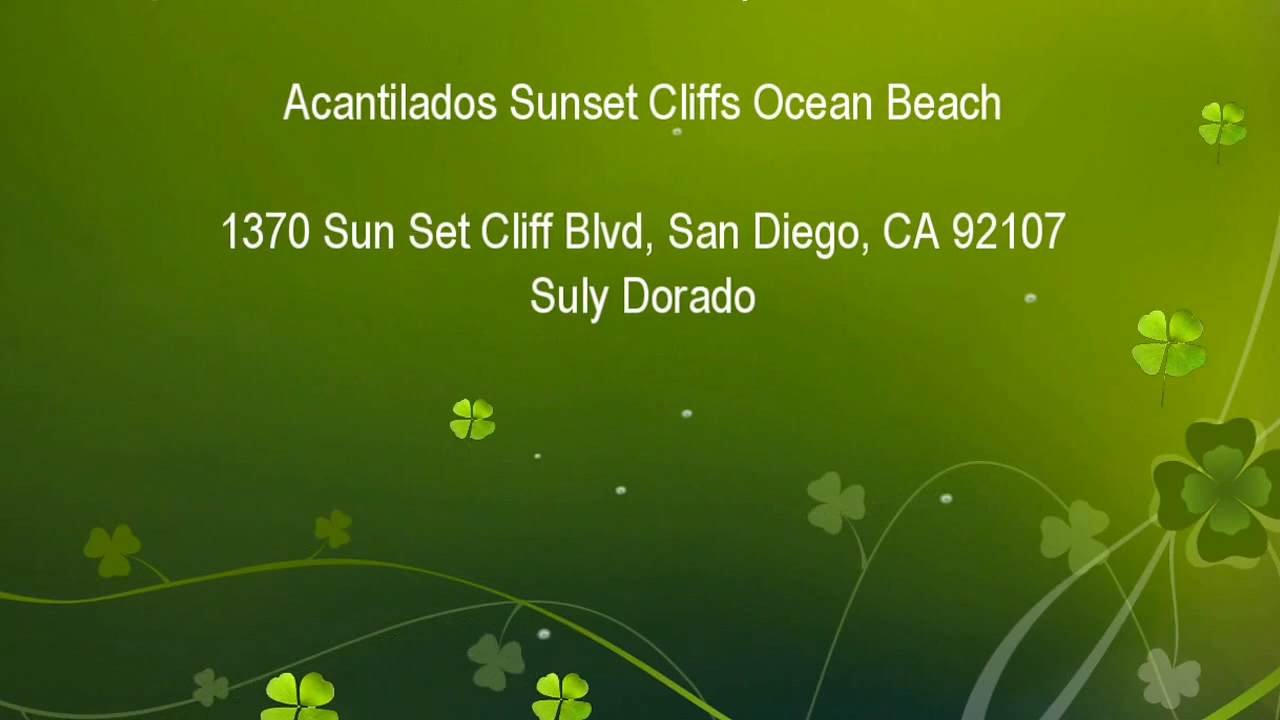 Acantilados Sunset Cliffs Ocean Beach
1370 Sun Set Cliff Blvd, San Diego, CA 92107
Suly Dorado